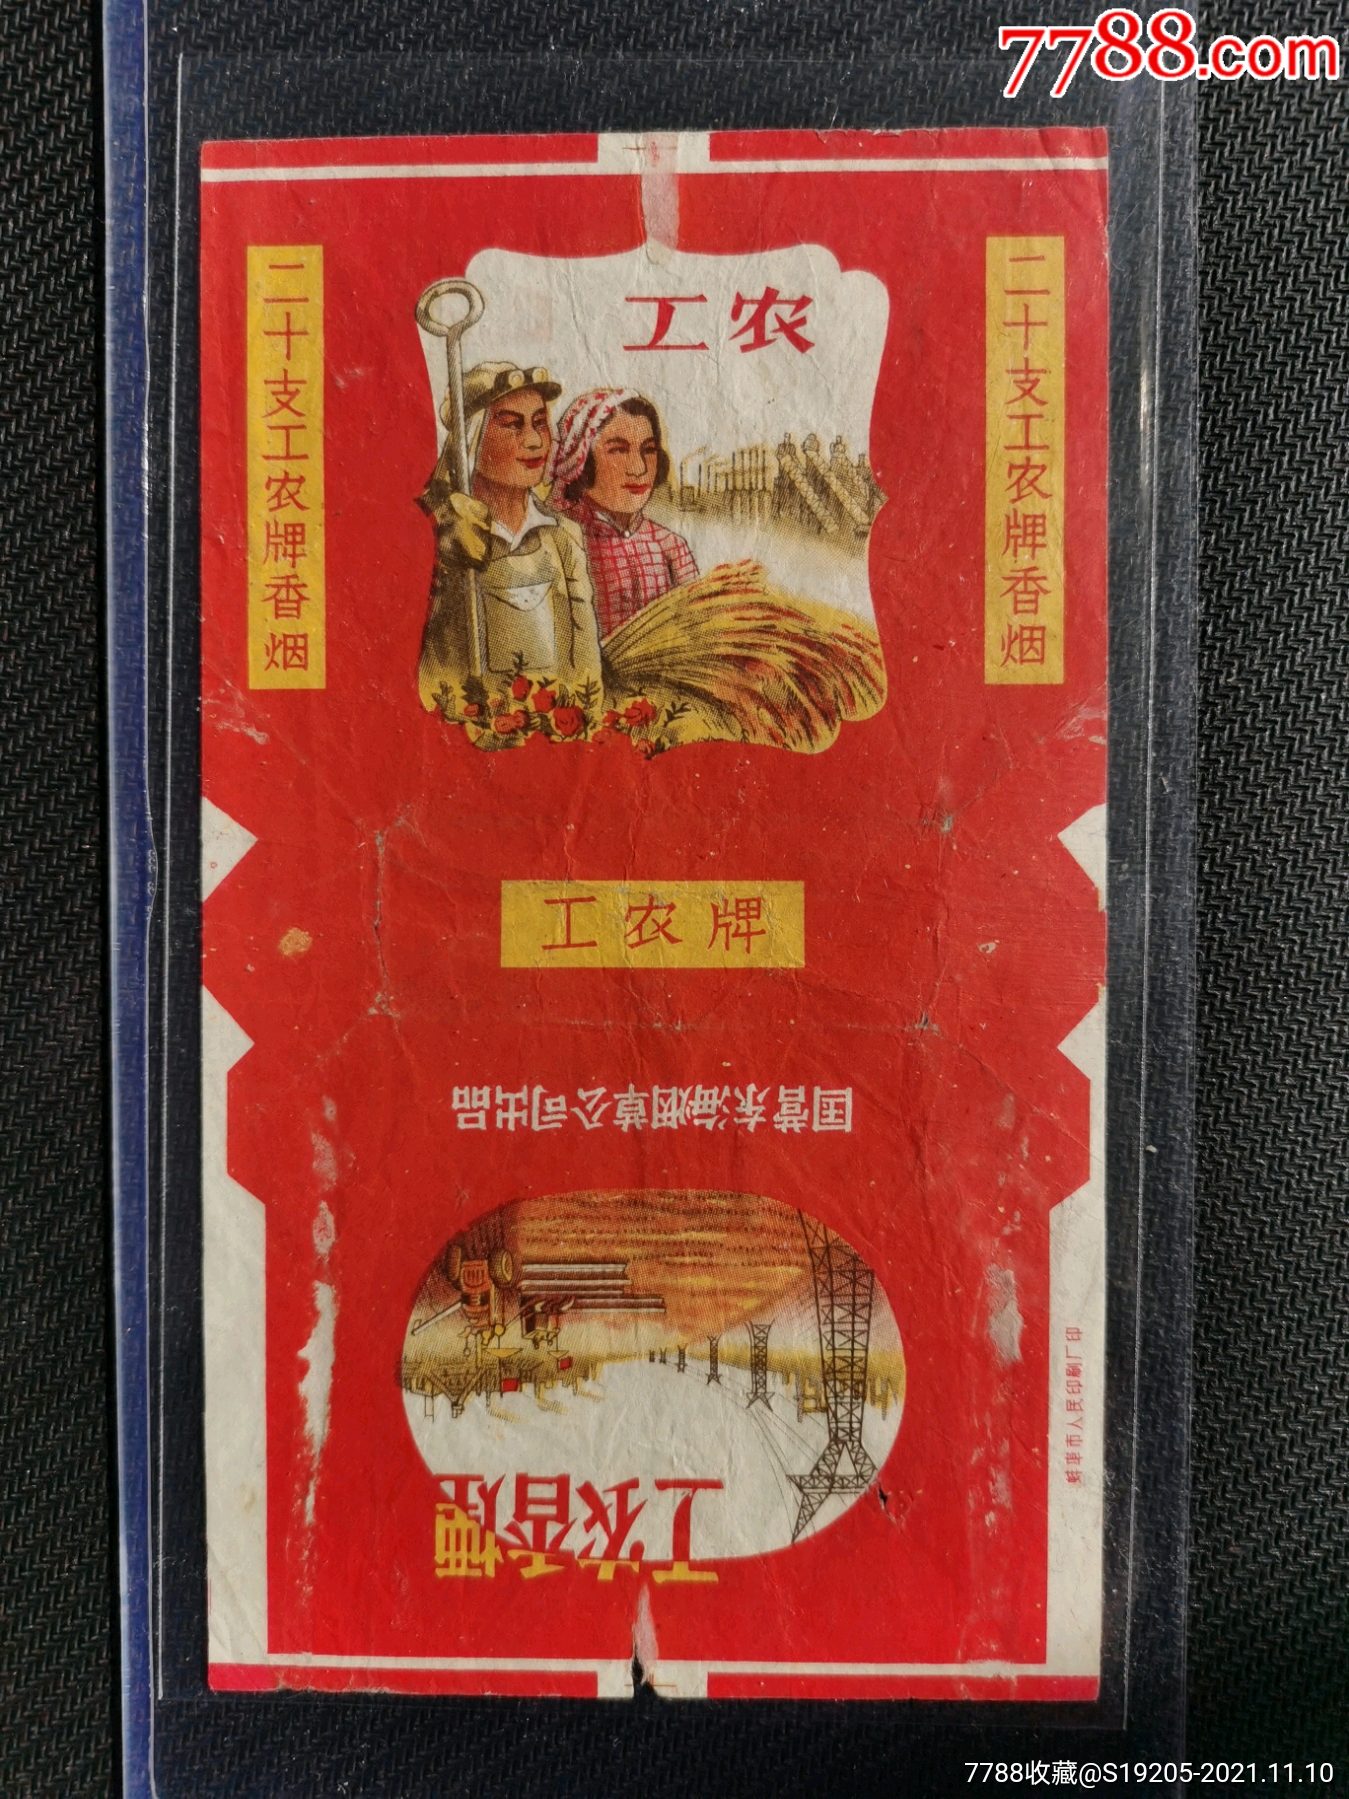 7788.com
工农
二十支工农牌香烟
二十支工农牌香烟
工农牌
国营东海烟草公司出品
工农香烟
蚌埠市人民印刷厂印
7788收藏@S19205-2021.11.10